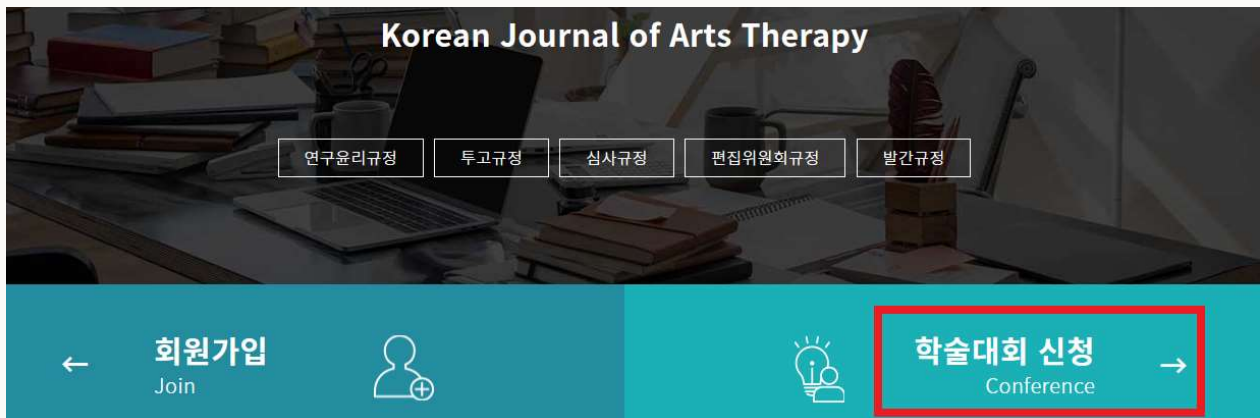 Korean Journal of Arts Therapy
연구윤리규정 투고규정 심사규정 편집위원회규정 발간규정
← 회원가입
Join
학술대회 신청 →
Conference